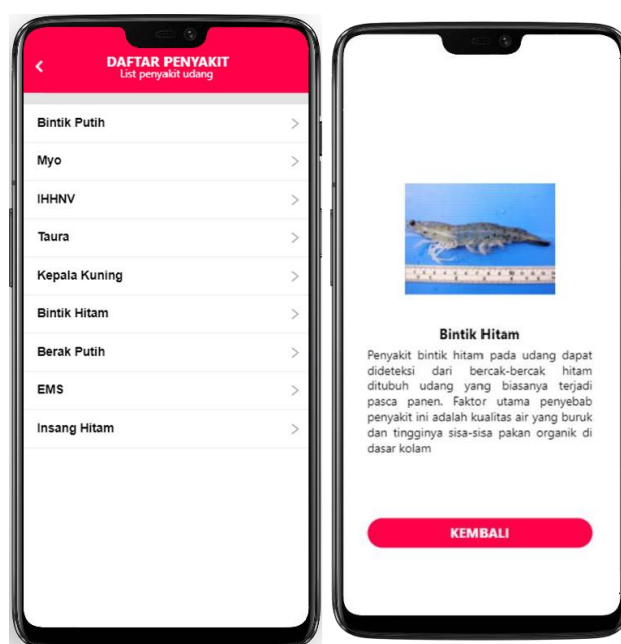 DAFTAR PENYAKIT
List penyakit udang
Bintik Putih
Myo
IHHNV
Taura
Kepala Kuning
Bintik Hitam
Berak Putih
EMS
Insang Hitam
Bintik Hitam
Penyakit bintik hitam pada udang dapat
dideteksi dari bercak-bercak hitam
ditubuh udang yang biasanya terjadi
pasca panen. Faktor utama penyebab
penyakit ini adalah kualitas air yang buruk
dan tingginya sisa-sisa pakan organik di
dasar kolam
KEMBALI